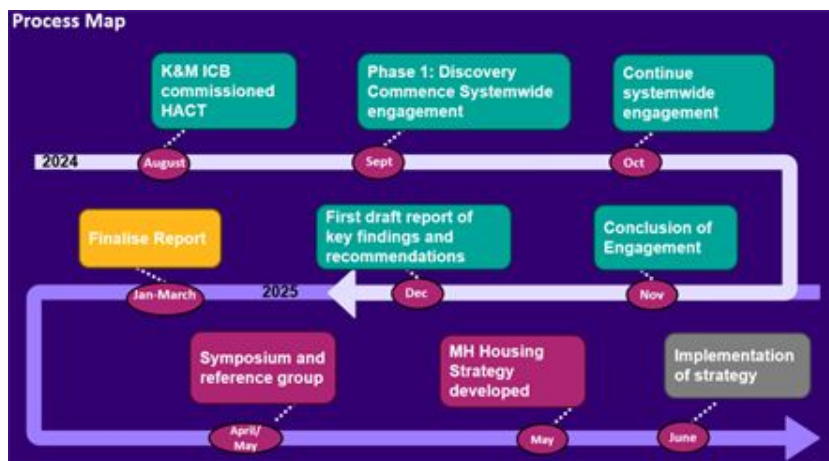 Process Map
K&M ICB
commissioned
HACT
Phase 1: Discovery
Commence Systemwide
engagement
Continue
systemwide
engagement
2024
August
Sept
Oct
Finalise Report
First draft report of
key findings and
recommendations
Conclusion of
Engagement
Jan-March
2025
Dec
Nov
Symposium and
reference group
MH Housing
Strategy
developed
Implementation
of strategy
April/
May
May
June